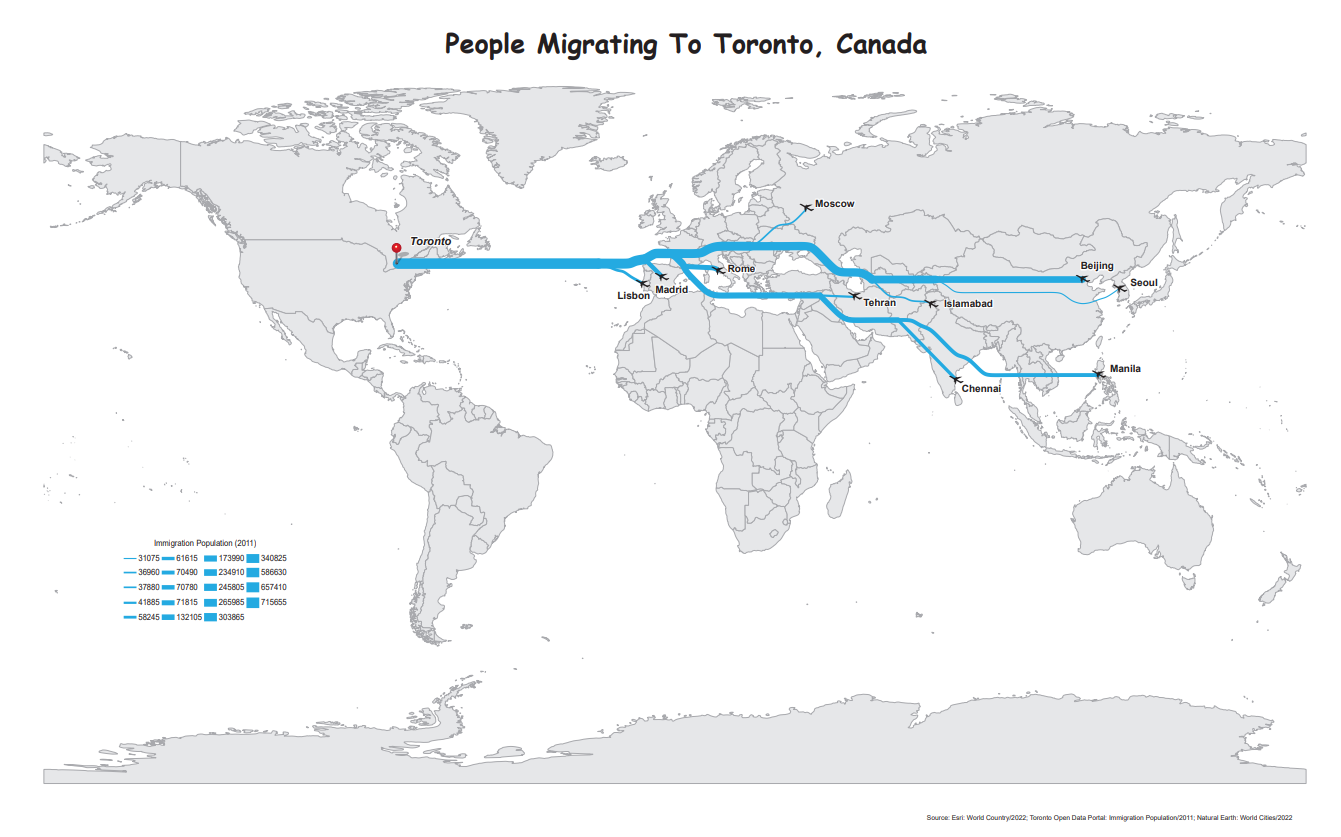 People Migrating To Toronto, Canada
Moscow
Toronto
Beijing
Rome
Seoul
Madrid
Lisbon
Tehran
Islamabad
Manila
Chennai
Immigration Population (2011)
31075 61615 173990 340825
36960 70490 234910 586630
37880 70780 245805 657410
41885 71815 265985 715655
58245 132105 303865
Source: Esri: World Country/2022; Toronto Open Data Portal: Immigration Population/2011; Natural Earth: World Cities/2022